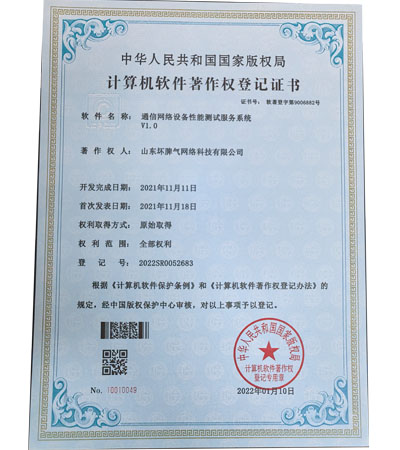 中华人民共和国国家版权局
计算机软件著作权登记证书
证书号： 软著登字第9006882号
软件名称： 通信网络设备性能测试服务系统
V1.0
著作权人： 山东坏脾气网络科技有限公司
开发完成日期： 2021年11月11日
首次发表日期： 2021年11月18日
权利取得方式： 原始取得
权利范围： 全部权利
登记号： 2022SR0052683
根据《计算机软件保护条例》和《计算机软件著作权登记办法》的
规定，经中国版权保护中心审核，对以上事项予以登记。
中华人民共和国国家版权局
计算机软件著作权
登记专用章
No. 10010049
2022年01月10日